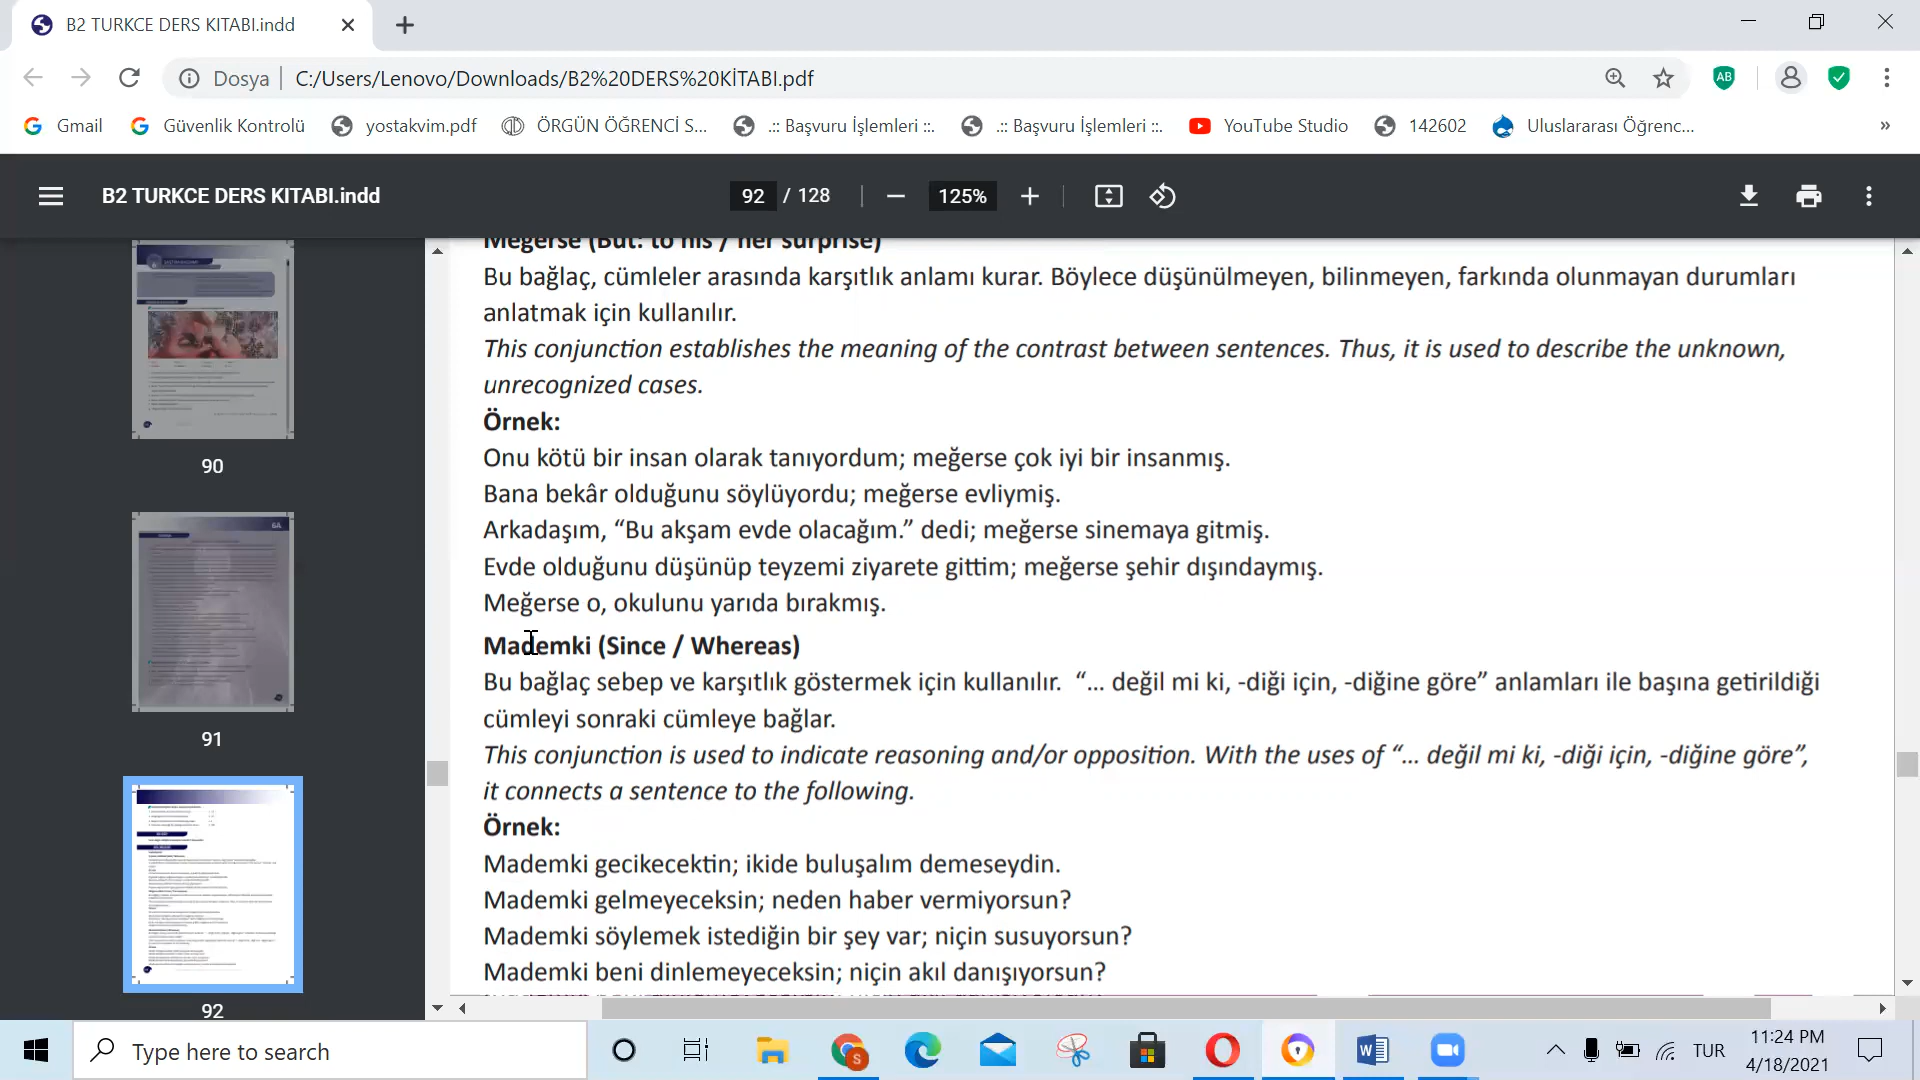 B2 TURKCE DERS KITABI.indd
Dosya
C:/Users/Lenovo/Downloads/B2%20DERS%20KİTABI.pdf
AB
Gmail
Güvenlik Kontrolü
yostakvim.pdf
ÖRGÜN ÖĞRENCİ S...
.:: Başvuru İşlemleri ::.
.:: Başvuru İşlemleri ::.
YouTube Studio
142602
Uluslararası Öğrenc...
»
B2 TURKCE DERS KITABI.indd
92 / 128
125%
90
6A
91
92
Meğerse (But: to his / her surprise)
Bu bağlaç, cümleler arasında karşıtlık anlamı kurar. Böylece düşünülmeyen, bilinmeyen, farkında olunmayan durumları
anlatmak için kullanılır.
This conjunction establishes the meaning of the contrast between sentences. Thus, it is used to describe the unknown,
unrecognized cases.
Örnek:
Onu kötü bir insan olarak tanıyordum; meğerse çok iyi bir insanmış.
Bana bekâr olduğunu söylüyordu; meğerse evliymiş.
Arkadaşım, “Bu akşam evde olacağım.” dedi; meğerse sinemaya gitmiş.
Evde olduğunu düşünüp teyzemi ziyarete gittim; meğerse şehir dışındaymış.
Meğerse o, okulunu yarıda bırakmış.
Mademki (Since / Whereas)
Bu bağlaç sebep ve karşıtlık göstermek için kullanılır. “... değil mi ki, -diği için, -diğine göre” anlamları ile başına getirildiği
cümleyi sonraki cümleye bağlar.
This conjunction is used to indicate reasoning and/or opposition. With the uses of “... değil mi ki, -diği için, -diğine göre”,
it connects a sentence to the following.
Örnek:
Mademki gecikecektin; ikide buluşalım demeseydin.
Mademki gelmeyeceksin; neden haber vermiyorsun?
Mademki söylemek istediğin bir şey var; niçin susuyorsun?
Mademki beni dinlemeyeceksin; niçin akıl danışıyorsun?
Type here to search
S
TUR
11:24 PM
4/18/2021